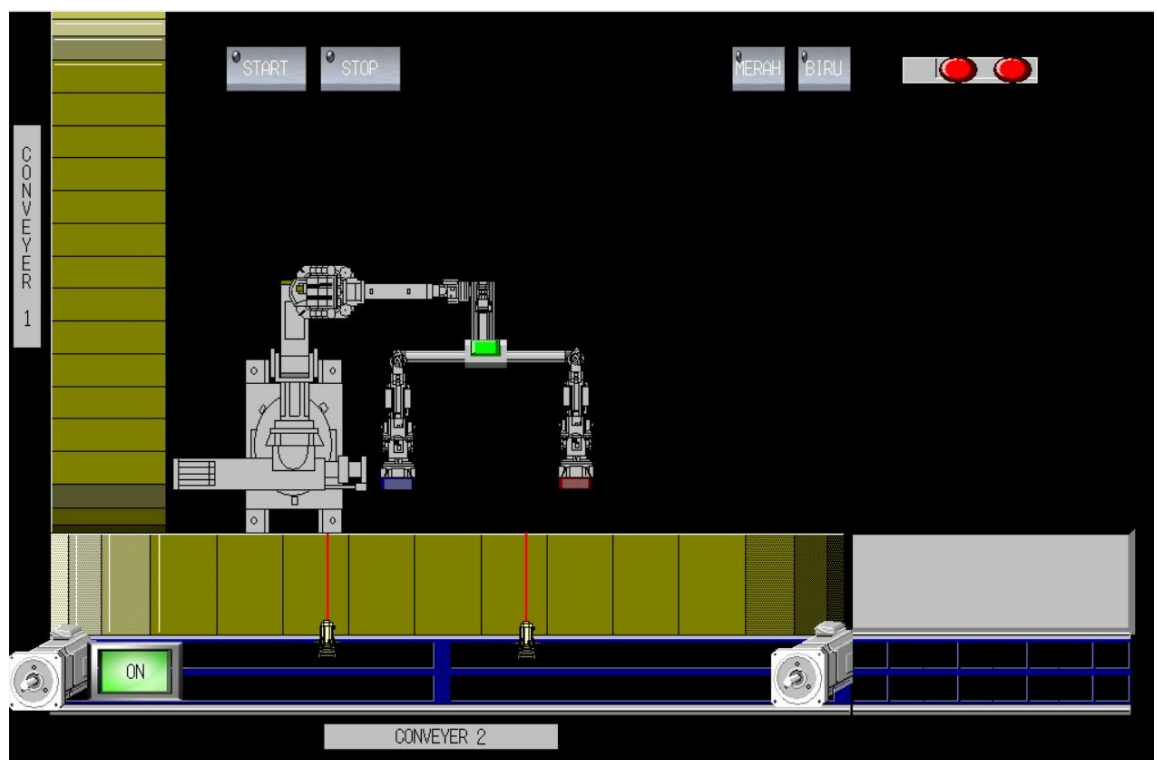 START
STOP
MERAH
BIRU
CONVEYER 1
ON
CONVEYER 2